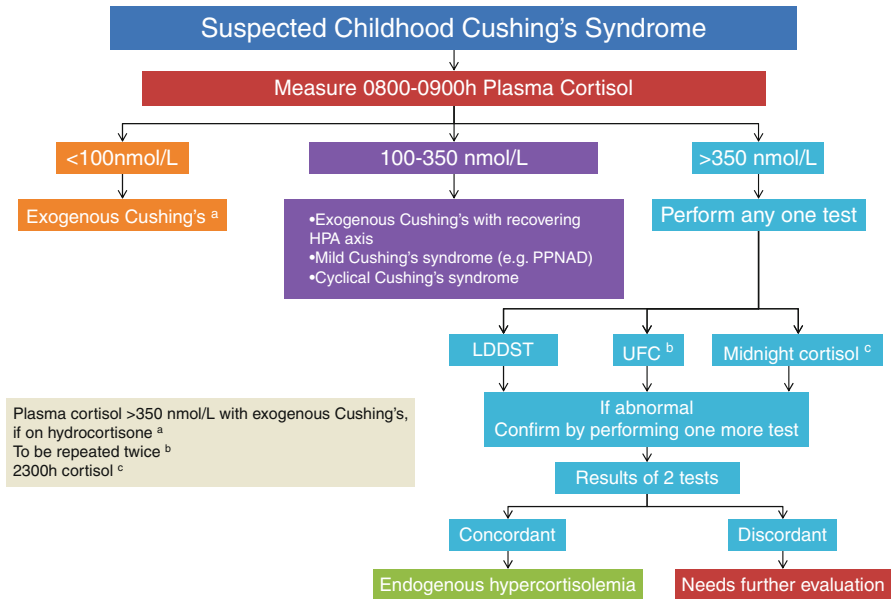 Suspected Childhood Cushing's Syndrome
Measure 0800-0900h Plasma Cortisol
<100nmol/L
100-350 nmol/L
>350 nmol/L
Exogenous Cushing's ᵃ
•Exogenous Cushing's with recovering
HPA axis
•Mild Cushing's syndrome (e.g. PPNAD)
•Cyclical Cushing's syndrome
Perform any one test
LDDST
UFC ᵇ
Midnight cortisol ᶜ
If abnormal
Confirm by performing one more test
Plasma cortisol >350 nmol/L with exogenous Cushing's,
if on hydrocortisone ᵃ
To be repeated twice ᵇ
2300h cortisol ᶜ
Results of 2 tests
Concordant
Discordant
Endogenous hypercortisolemia
Needs further evaluation